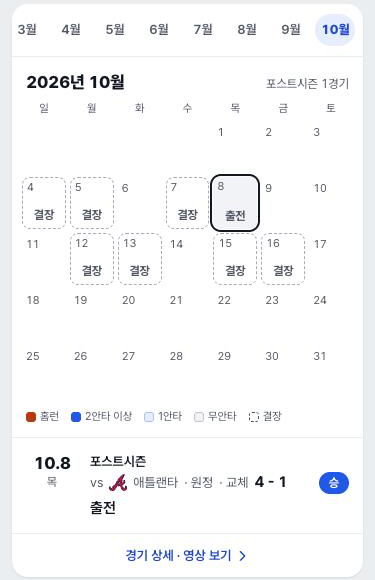 3월 4월 5월 6월 7월 8월 9월 10월
2026년 10월 포스트시즌 1경기
일 월 화 수 목 금 토
1 2 3
4 5 6 7 8 9 10
결장 결장 결장 출전
11 12 13 14 15 16 17
결장 결장 결장 결장
18 19 20 21 22 23 24
25 26 27 28 29 30 31
홈런 2안타 이상 1안타 무안타 결장
10.8 포스트시즌
목 vs 애틀랜타 · 원정 · 교체 4 - 1 승
출전
경기 상세 · 영상 보기 >